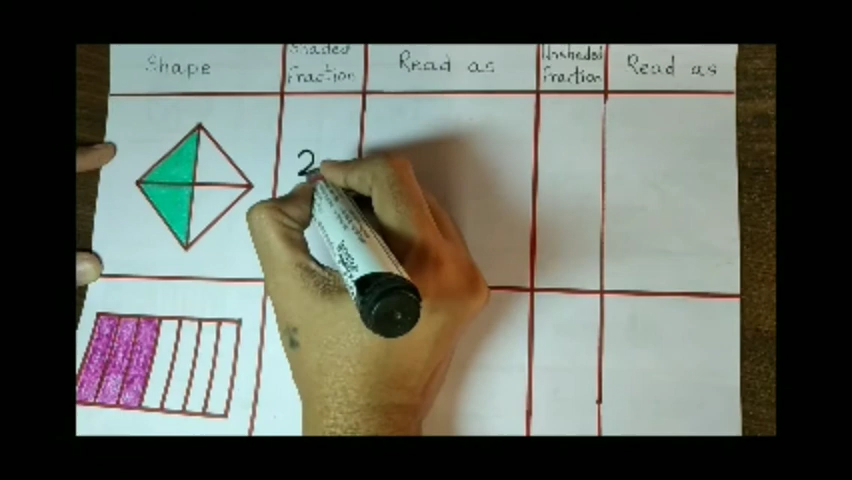 Shape
Shaded
Fraction
Read as
Unshaded
Fraction
Read as
2